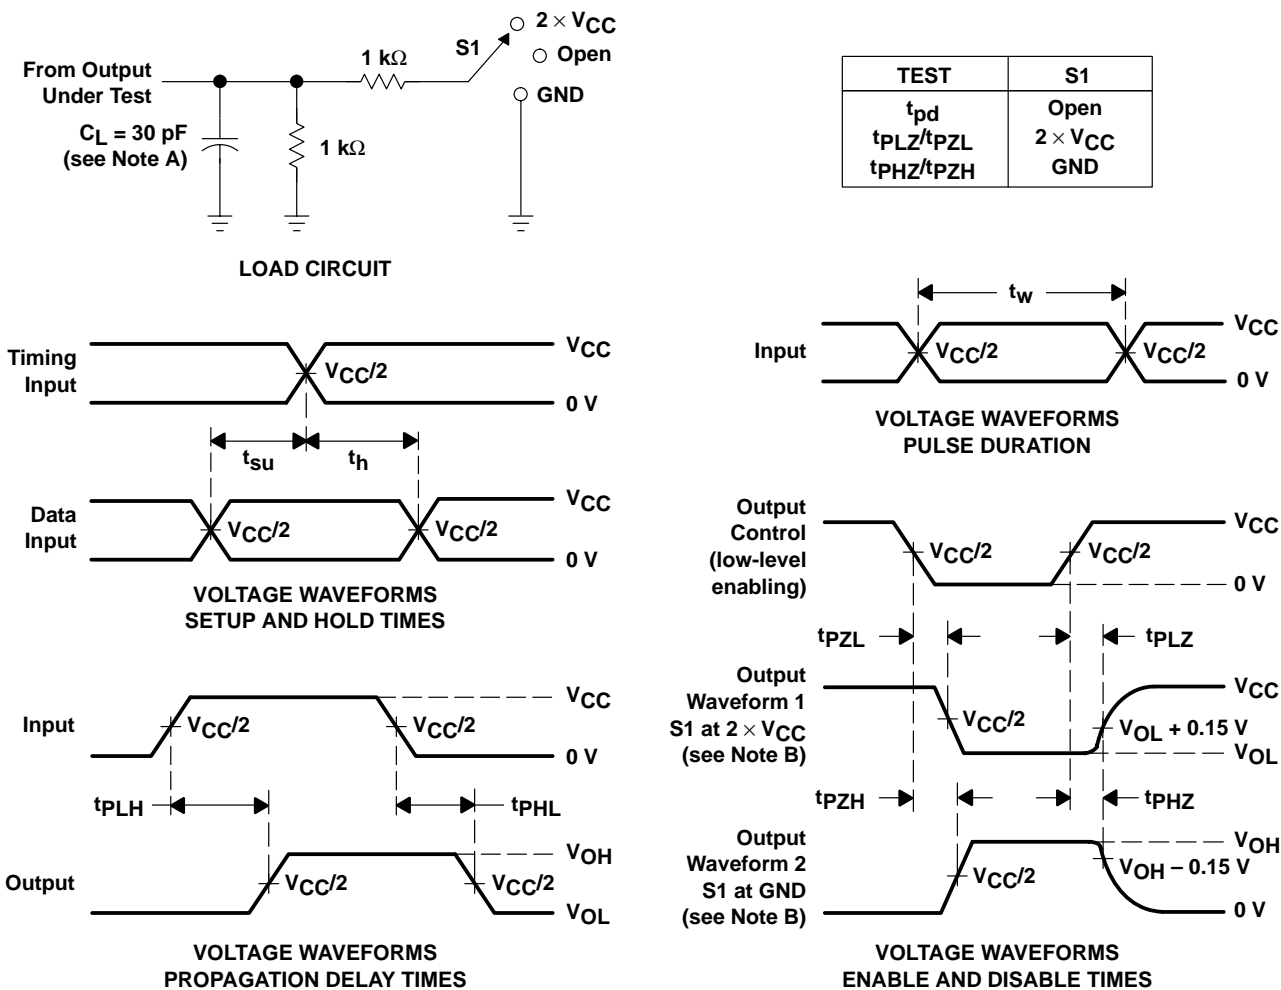 2 × VCC
S1
Open
1 kΩ
From Output
Under Test
GND
CL = 30 pF
(see Note A)
1 kΩ
LOAD CIRCUIT
TEST S1
tpd Open
tPLZ/tPZL 2 × VCC
tPHZ/tPZH GND
Timing
Input
VCC
VCC/2
0 V
tsu
th
Data
Input
VCC
VCC/2
VCC/2
0 V
VOLTAGE WAVEFORMS
SETUP AND HOLD TIMES
tw
Input
VCC
VCC/2
VCC/2
0 V
VOLTAGE WAVEFORMS
PULSE DURATION
Input
VCC
VCC/2
VCC/2
0 V
tPLH
tPHL
Output
VOH
VCC/2
VCC/2
VOL
VOLTAGE WAVEFORMS
PROPAGATION DELAY TIMES
Output
Control
(low-level
enabling)
VCC
VCC/2
VCC/2
0 V
tPZL
tPLZ
Output
Waveform 1
S1 at 2 × VCC
(see Note B)
VCC
VCC/2
VOL + 0.15 V
VOL
tPZH
tPHZ
Output
Waveform 2
S1 at GND
(see Note B)
VOH
VCC/2
VOH – 0.15 V
0 V
VOLTAGE WAVEFORMS
ENABLE AND DISABLE TIMES